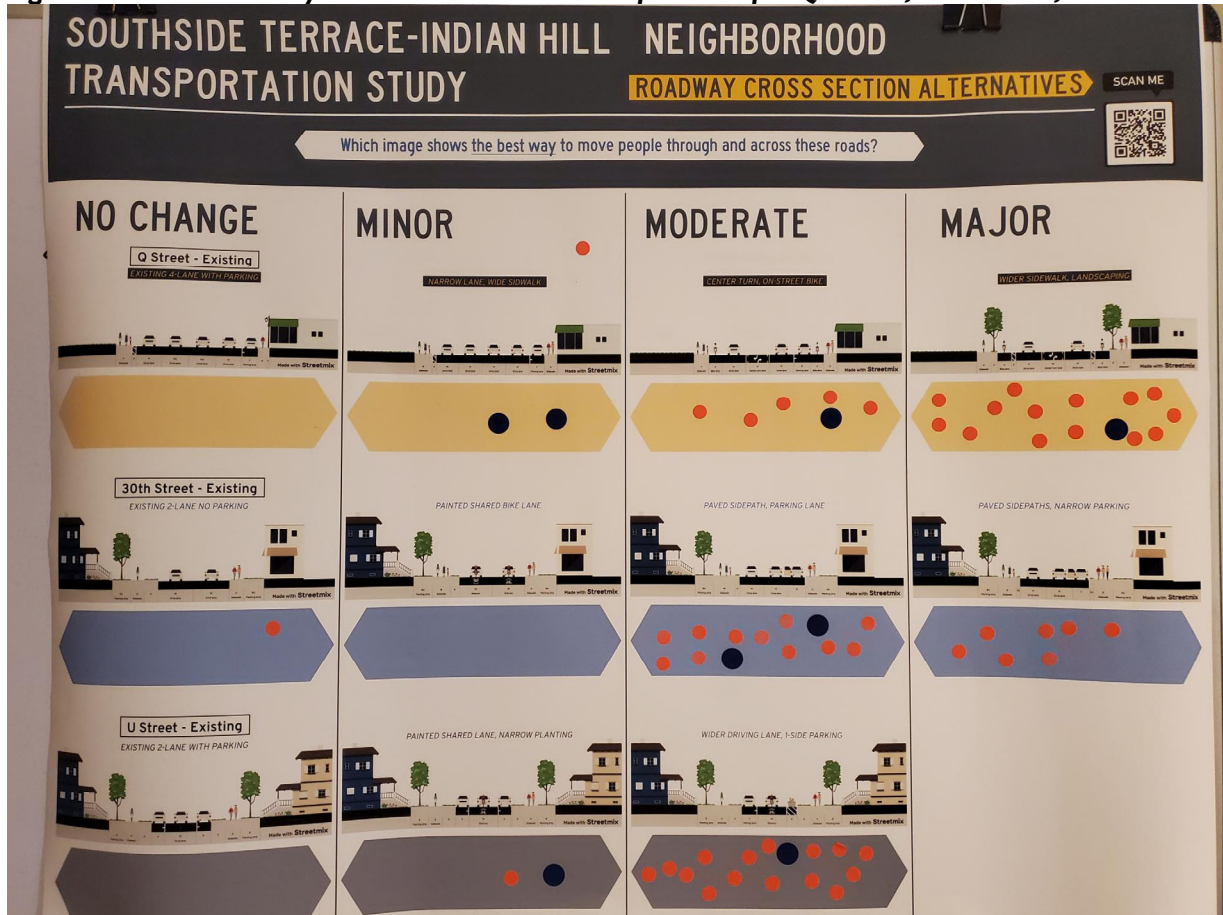 SOUTHSIDE TERRACE-INDIAN HILL NEIGHBORHOOD
TRANSPORTATION STUDY
ROADWAY CROSS SECTION ALTERNATIVES
SCAN ME
Which image shows the best way to move people through and across these roads?
NO CHANGE
MINOR
MODERATE
MAJOR
Q Street - Existing
EXISTING 4-LANE WITH PARKING
NARROW LANE, WIDE SIDWALK
CENTER TURN, ON-STREET BIKE
WIDER SIDEWALK, LANDSCAPING
Made with Streetmix
Made with Streetmix
Made with Streetmix
Made with Streetmix
30th Street - Existing
EXISTING 2-LANE NO PARKING
PAINTED SHARED BIKE LANE
PAVED SIDEPATH, PARKING LANE
PAVED SIDEPATHS, NARROW PARKING
Made with Streetmix
Made with Streetmix
Made with Streetmix
Made with Streetmix
U Street - Existing
EXISTING 2-LANE WITH PARKING
PAINTED SHARED LANE, NARROW PLANTING
WIDER DRIVING LANE, 1-SIDE PARKING
Made with Streetmix
Made with Streetmix
Made with Streetmix